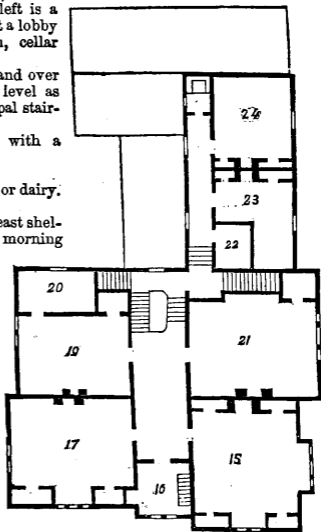 left is a
a lobby
, cellar
and over
level as
pal stair-
with a
or dairy.
east shel-
morning
24
23
22
20
21
19
17
15
16